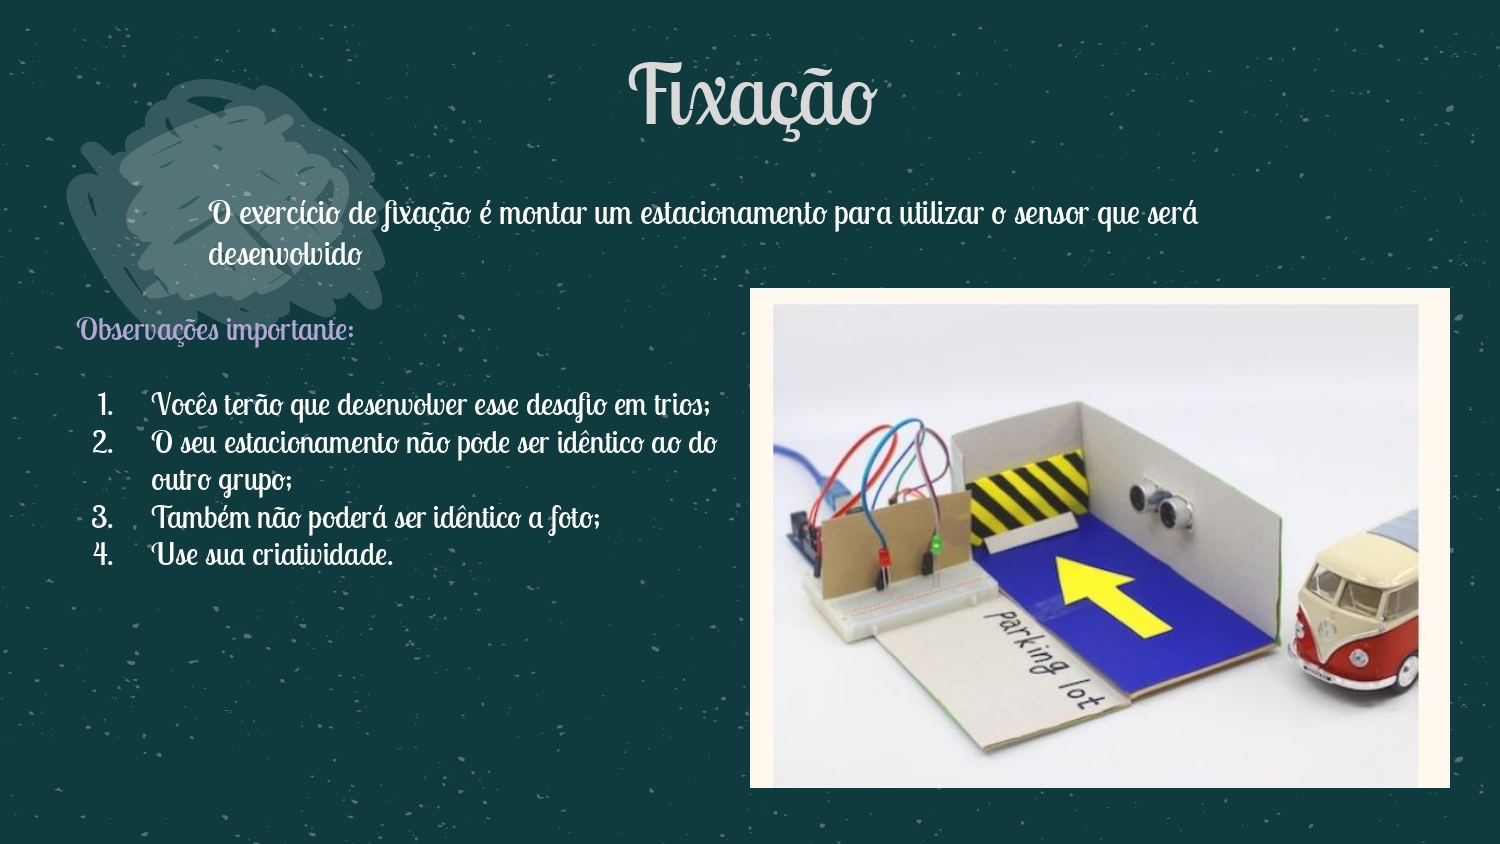 Fixação
O exercício de fixação é montar um estacionamento para utilizar o sensor que será
desenvolvido
Observações importante:
1. Vocês terão que desenvolver esse desafio em trios;
2. O seu estacionamento não pode ser idêntico ao do
outro grupo;
3. Também não poderá ser idêntico a foto;
4. Use sua criatividade.
parking lot